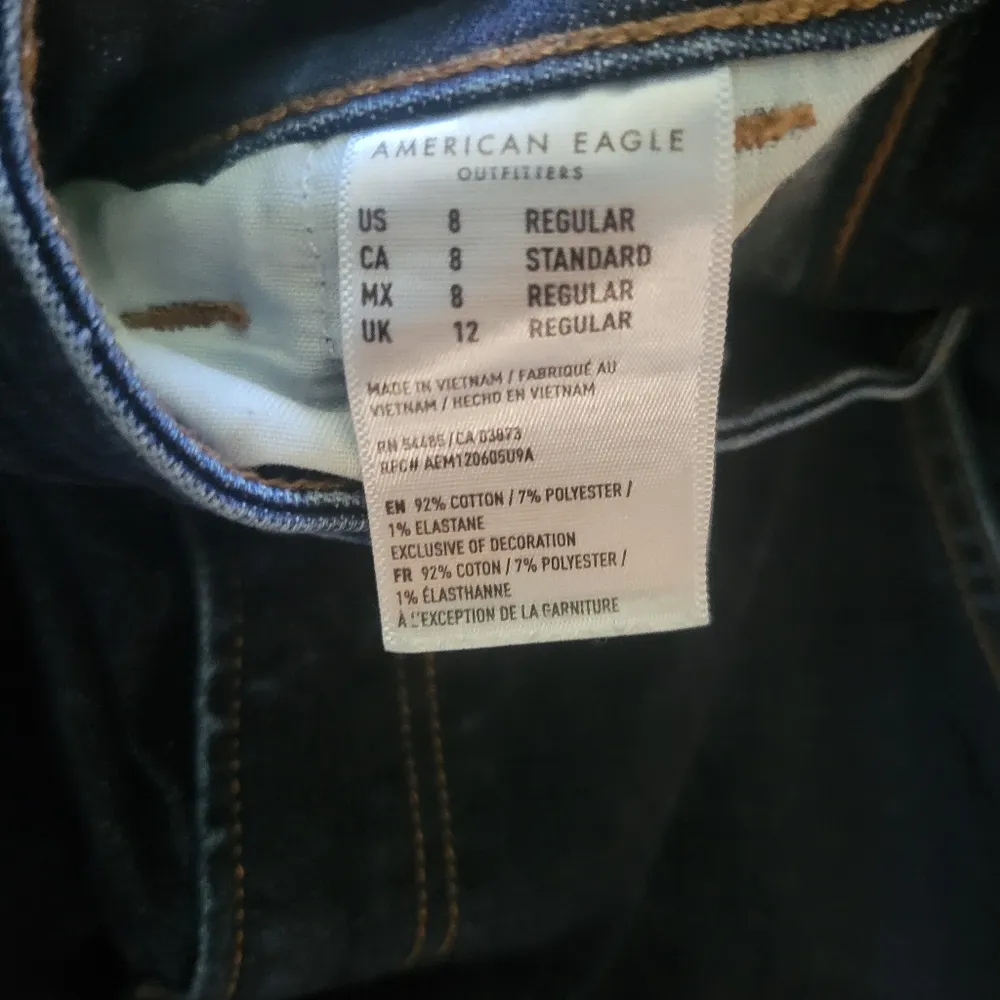 AMERICAN EAGLE
OUTFITTERS
US 8 REGULAR
CA 8 STANDARD
MX 8 REGULAR
UK 12 REGULAR
MADE IN VIETNAM / FABRIQUÉ AU
VIETNAM / HECHO EN VIETNAM
RN 54485/CA 03873
RPC# AEM120605U9A
EN 92% COTTON / 7% POLYESTER /
1% ELASTANE
EXCLUSIVE OF DECORATION
FR 92% COTON / 7% POLYESTER /
1% ÉLASTHANNE
À L'EXCEPTION DE LA GARNITURE